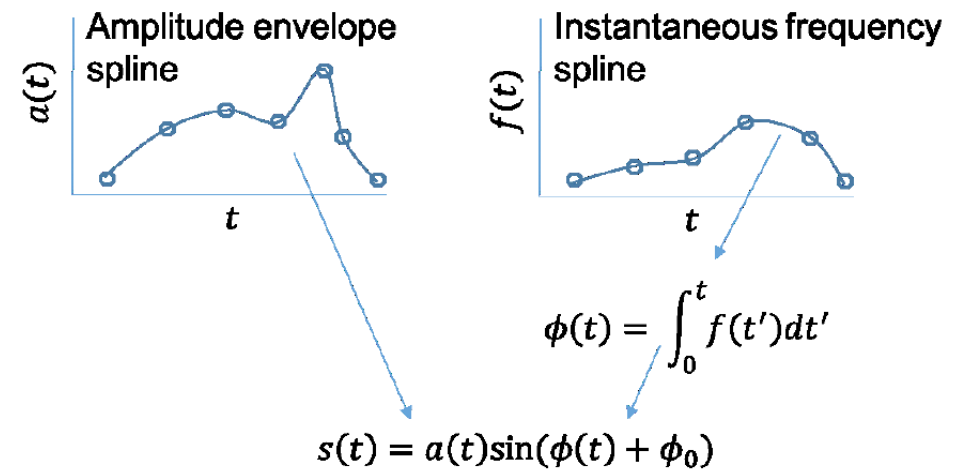 Amplitude envelope
spline
a(t)
t
Instantaneous frequency
spline
f(t)
t
ϕ(t) = ∫₀ᵗ f(t′)dt′
s(t) = a(t)sin(ϕ(t) + ϕ₀)